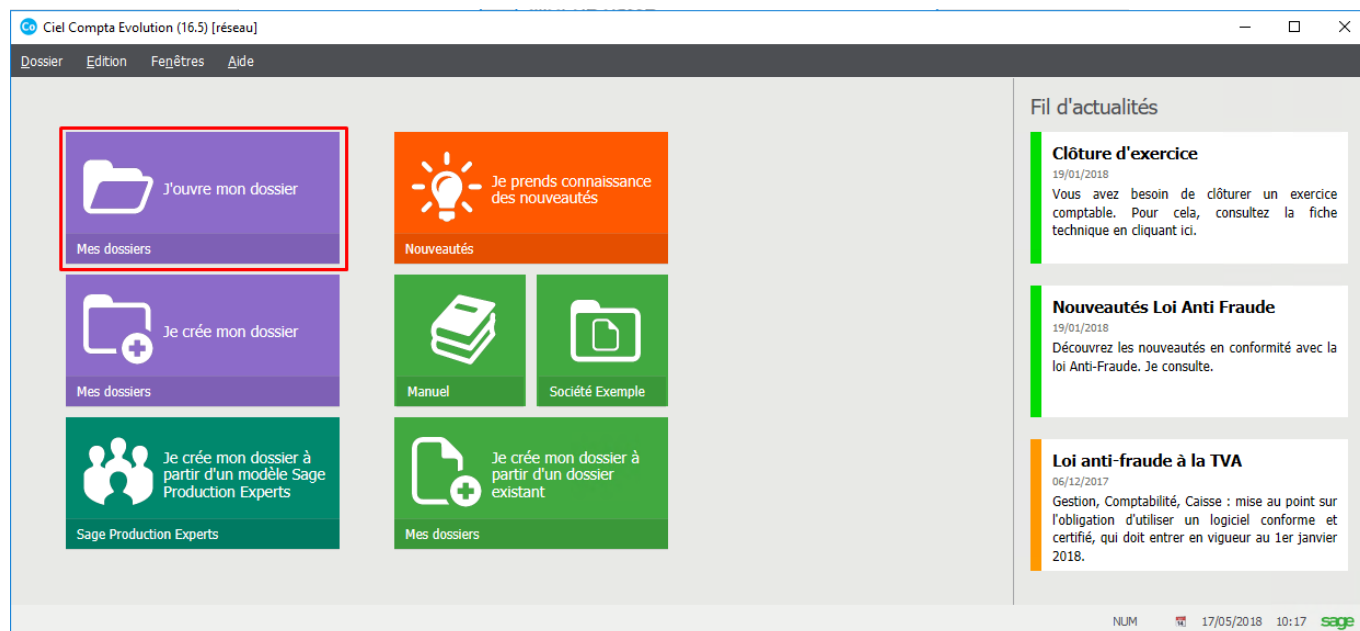 Co Ciel Compta Evolution (16.5) [réseau]
Dossier Edition Fenêtres Aide
J'ouvre mon dossier
Mes dossiers
Je prends connaissance
des nouveautés
Nouveautés
Je crée mon dossier
Mes dossiers
Manuel
Société Exemple
Je crée mon dossier à
partir d'un modèle Sage
Production Experts
Sage Production Experts
Je crée mon dossier à
partir d'un dossier
existant
Mes dossiers
Fil d'actualités
Clôture d'exercice
19/01/2018
Vous avez besoin de clôturer un exercice
comptable. Pour cela, consultez la fiche
technique en cliquant ici.
Nouveautés Loi Anti Fraude
19/01/2018
Découvrez les nouveautés en conformité avec la
loi Anti-Fraude. Je consulte.
Loi anti-fraude à la TVA
06/12/2017
Gestion, Comptabilité, Caisse : mise au point sur
l'obligation d'utiliser un logiciel conforme et
certifié, qui doit entrer en vigueur au 1er janvier
2018.
NUM 17/05/2018 10:17 sage